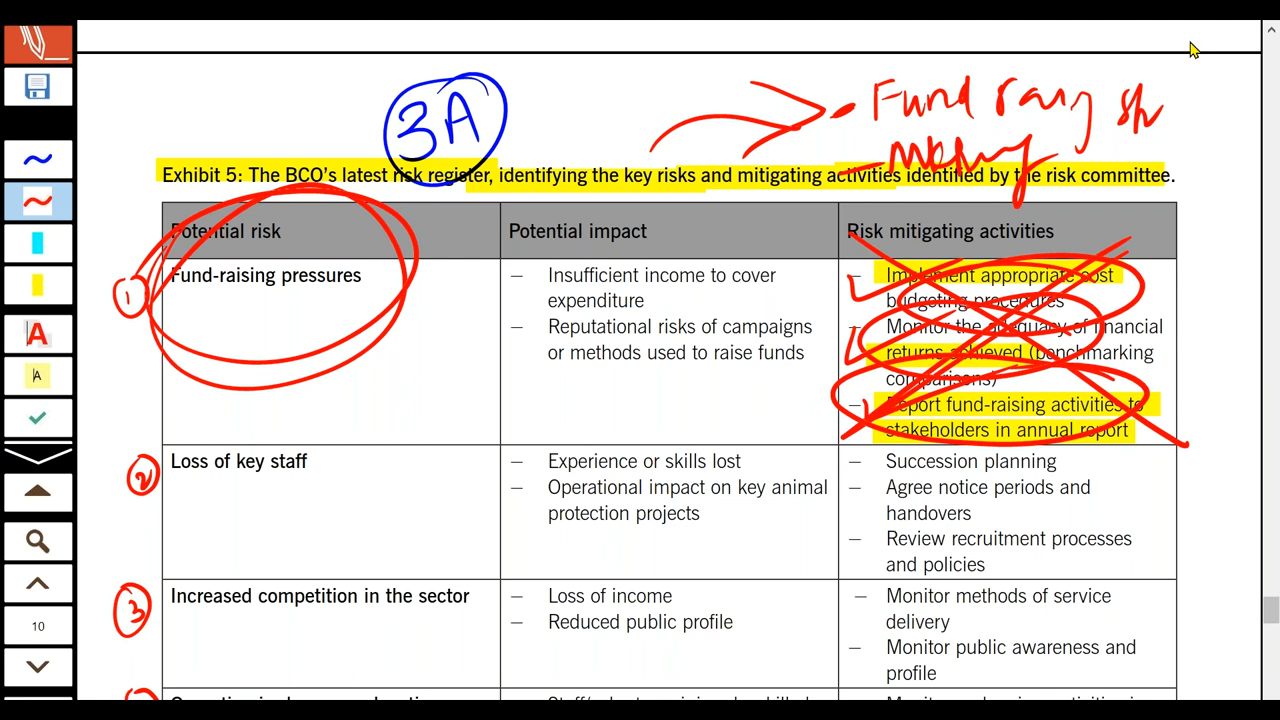 3A
Fund
Exhibit 5: The BCO's latest risk register, identifying the key risks and mitigating activities identified by the risk committee.
Potential risk
Potential impact
Risk mitigating activities
1
Fund-raising pressures
– Insufficient income to cover
expenditure
– Reputational risks of campaigns
or methods used to raise funds
– Implement appropriate cost
budgeting procedures
– Monitor the adequacy of financial
returns achieved (benchmarking
comparisons)
– Report fund-raising activities to
stakeholders in annual report
2
Loss of key staff
– Experience or skills lost
– Operational impact on key animal
protection projects
– Succession planning
– Agree notice periods and
handovers
– Review recruitment processes
and policies
3
Increased competition in the sector
– Loss of income
– Reduced public profile
– Monitor methods of service
delivery
– Monitor public awareness and
profile
A
A
10